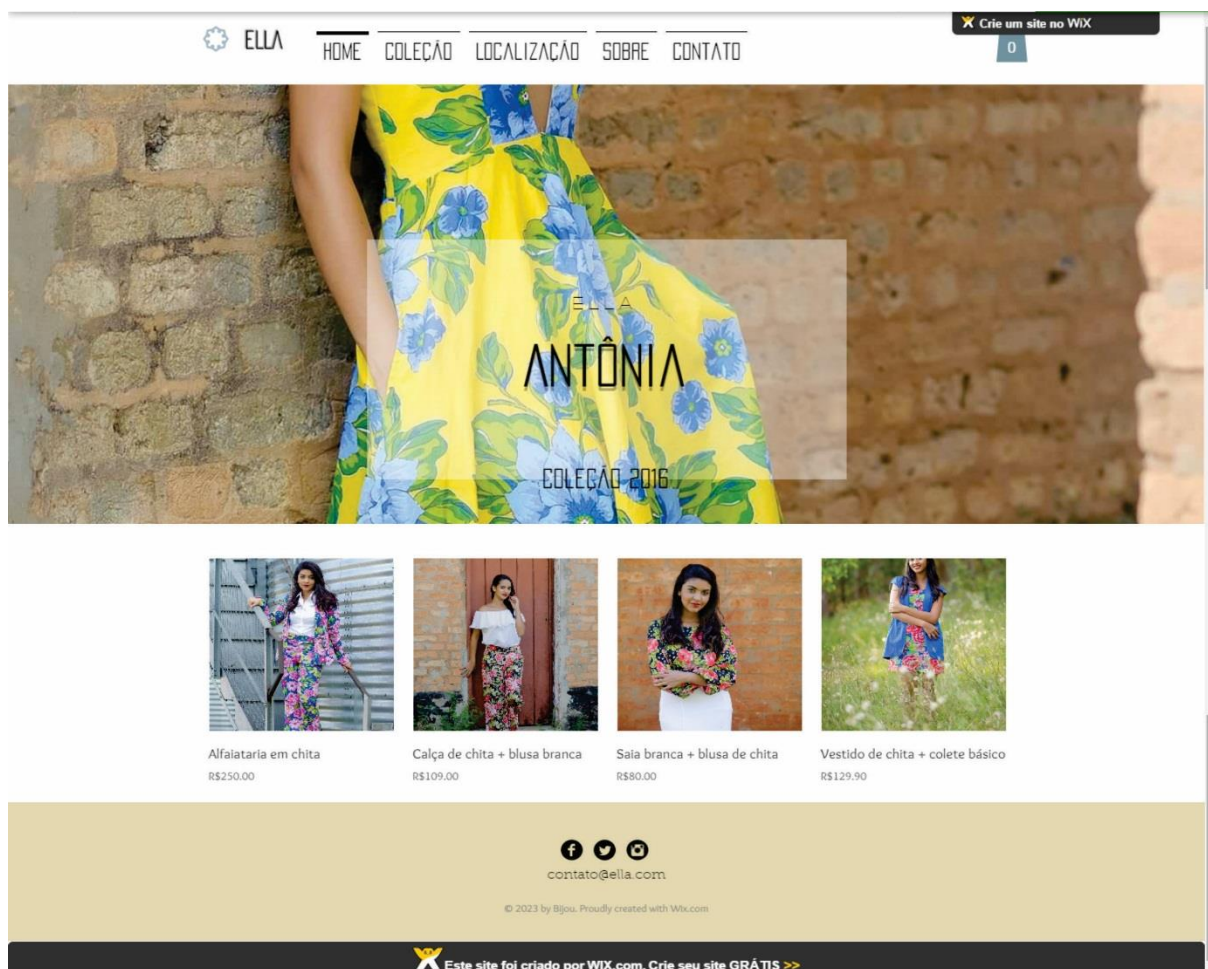 ELLA
HOME COLEÇÃO LOCALIZAÇÃO SOBRE CONTATO
Crie um site no WiX
0
ELLA
ANTÔNIA
COLEÇÃO 2016
Alfaiataria em chita
R$250.00
Calça de chita + blusa branca
R$109.00
Saia branca + blusa de chita
R$80.00
Vestido de chita + colete básico
R$129.90
contato@ella.com
© 2023 by Bijou. Proudly created with Wix.com
Este site foi criado por WIX.com. Crie seu site GRÁTIS >>